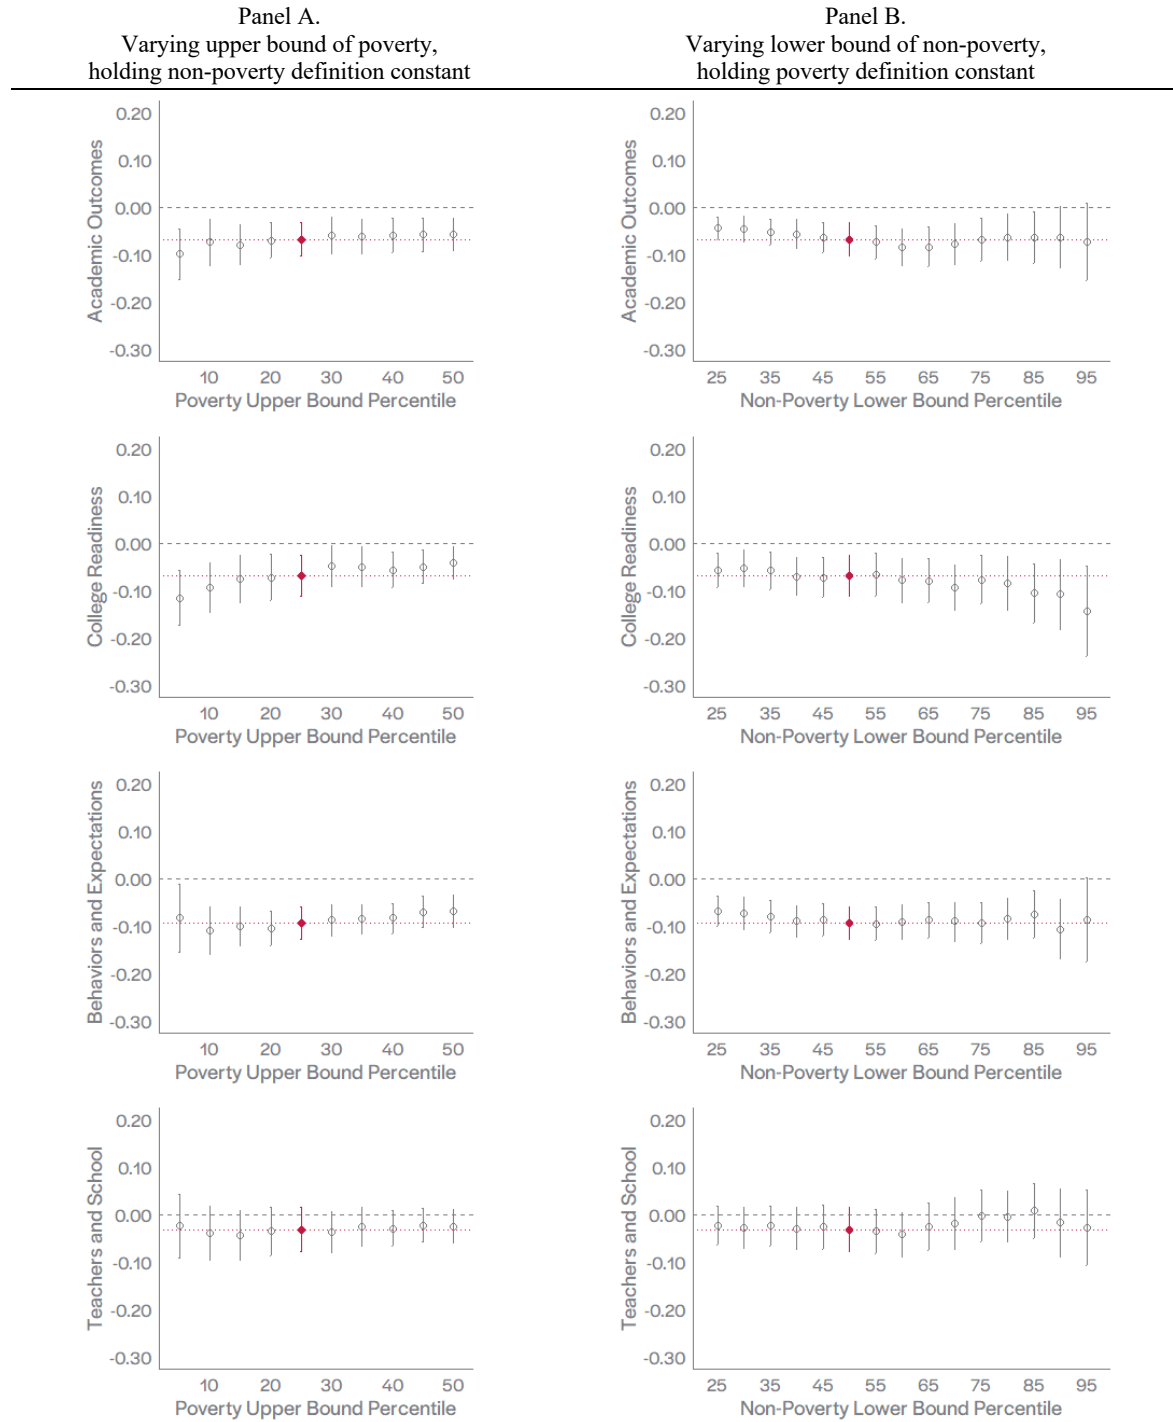 Panel A.
Varying upper bound of poverty,
holding non-poverty definition constant
Panel B.
Varying lower bound of non-poverty,
holding poverty definition constant
Academic Outcomes
0.20
0.10
0.00
-0.10
-0.20
-0.30
10 20 30 40 50
Poverty Upper Bound Percentile
Academic Outcomes
0.20
0.10
0.00
-0.10
-0.20
-0.30
25 35 45 55 65 75 85 95
Non-Poverty Lower Bound Percentile
College Readiness
0.20
0.10
0.00
-0.10
-0.20
-0.30
10 20 30 40 50
Poverty Upper Bound Percentile
College Readiness
0.20
0.10
0.00
-0.10
-0.20
-0.30
25 35 45 55 65 75 85 95
Non-Poverty Lower Bound Percentile
Behaviors and Expectations
0.20
0.10
0.00
-0.10
-0.20
-0.30
10 20 30 40 50
Poverty Upper Bound Percentile
Behaviors and Expectations
0.20
0.10
0.00
-0.10
-0.20
-0.30
25 35 45 55 65 75 85 95
Non-Poverty Lower Bound Percentile
Teachers and School
0.20
0.10
0.00
-0.10
-0.20
-0.30
10 20 30 40 50
Poverty Upper Bound Percentile
Teachers and School
0.20
0.10
0.00
-0.10
-0.20
-0.30
25 35 45 55 65 75 85 95
Non-Poverty Lower Bound Percentile